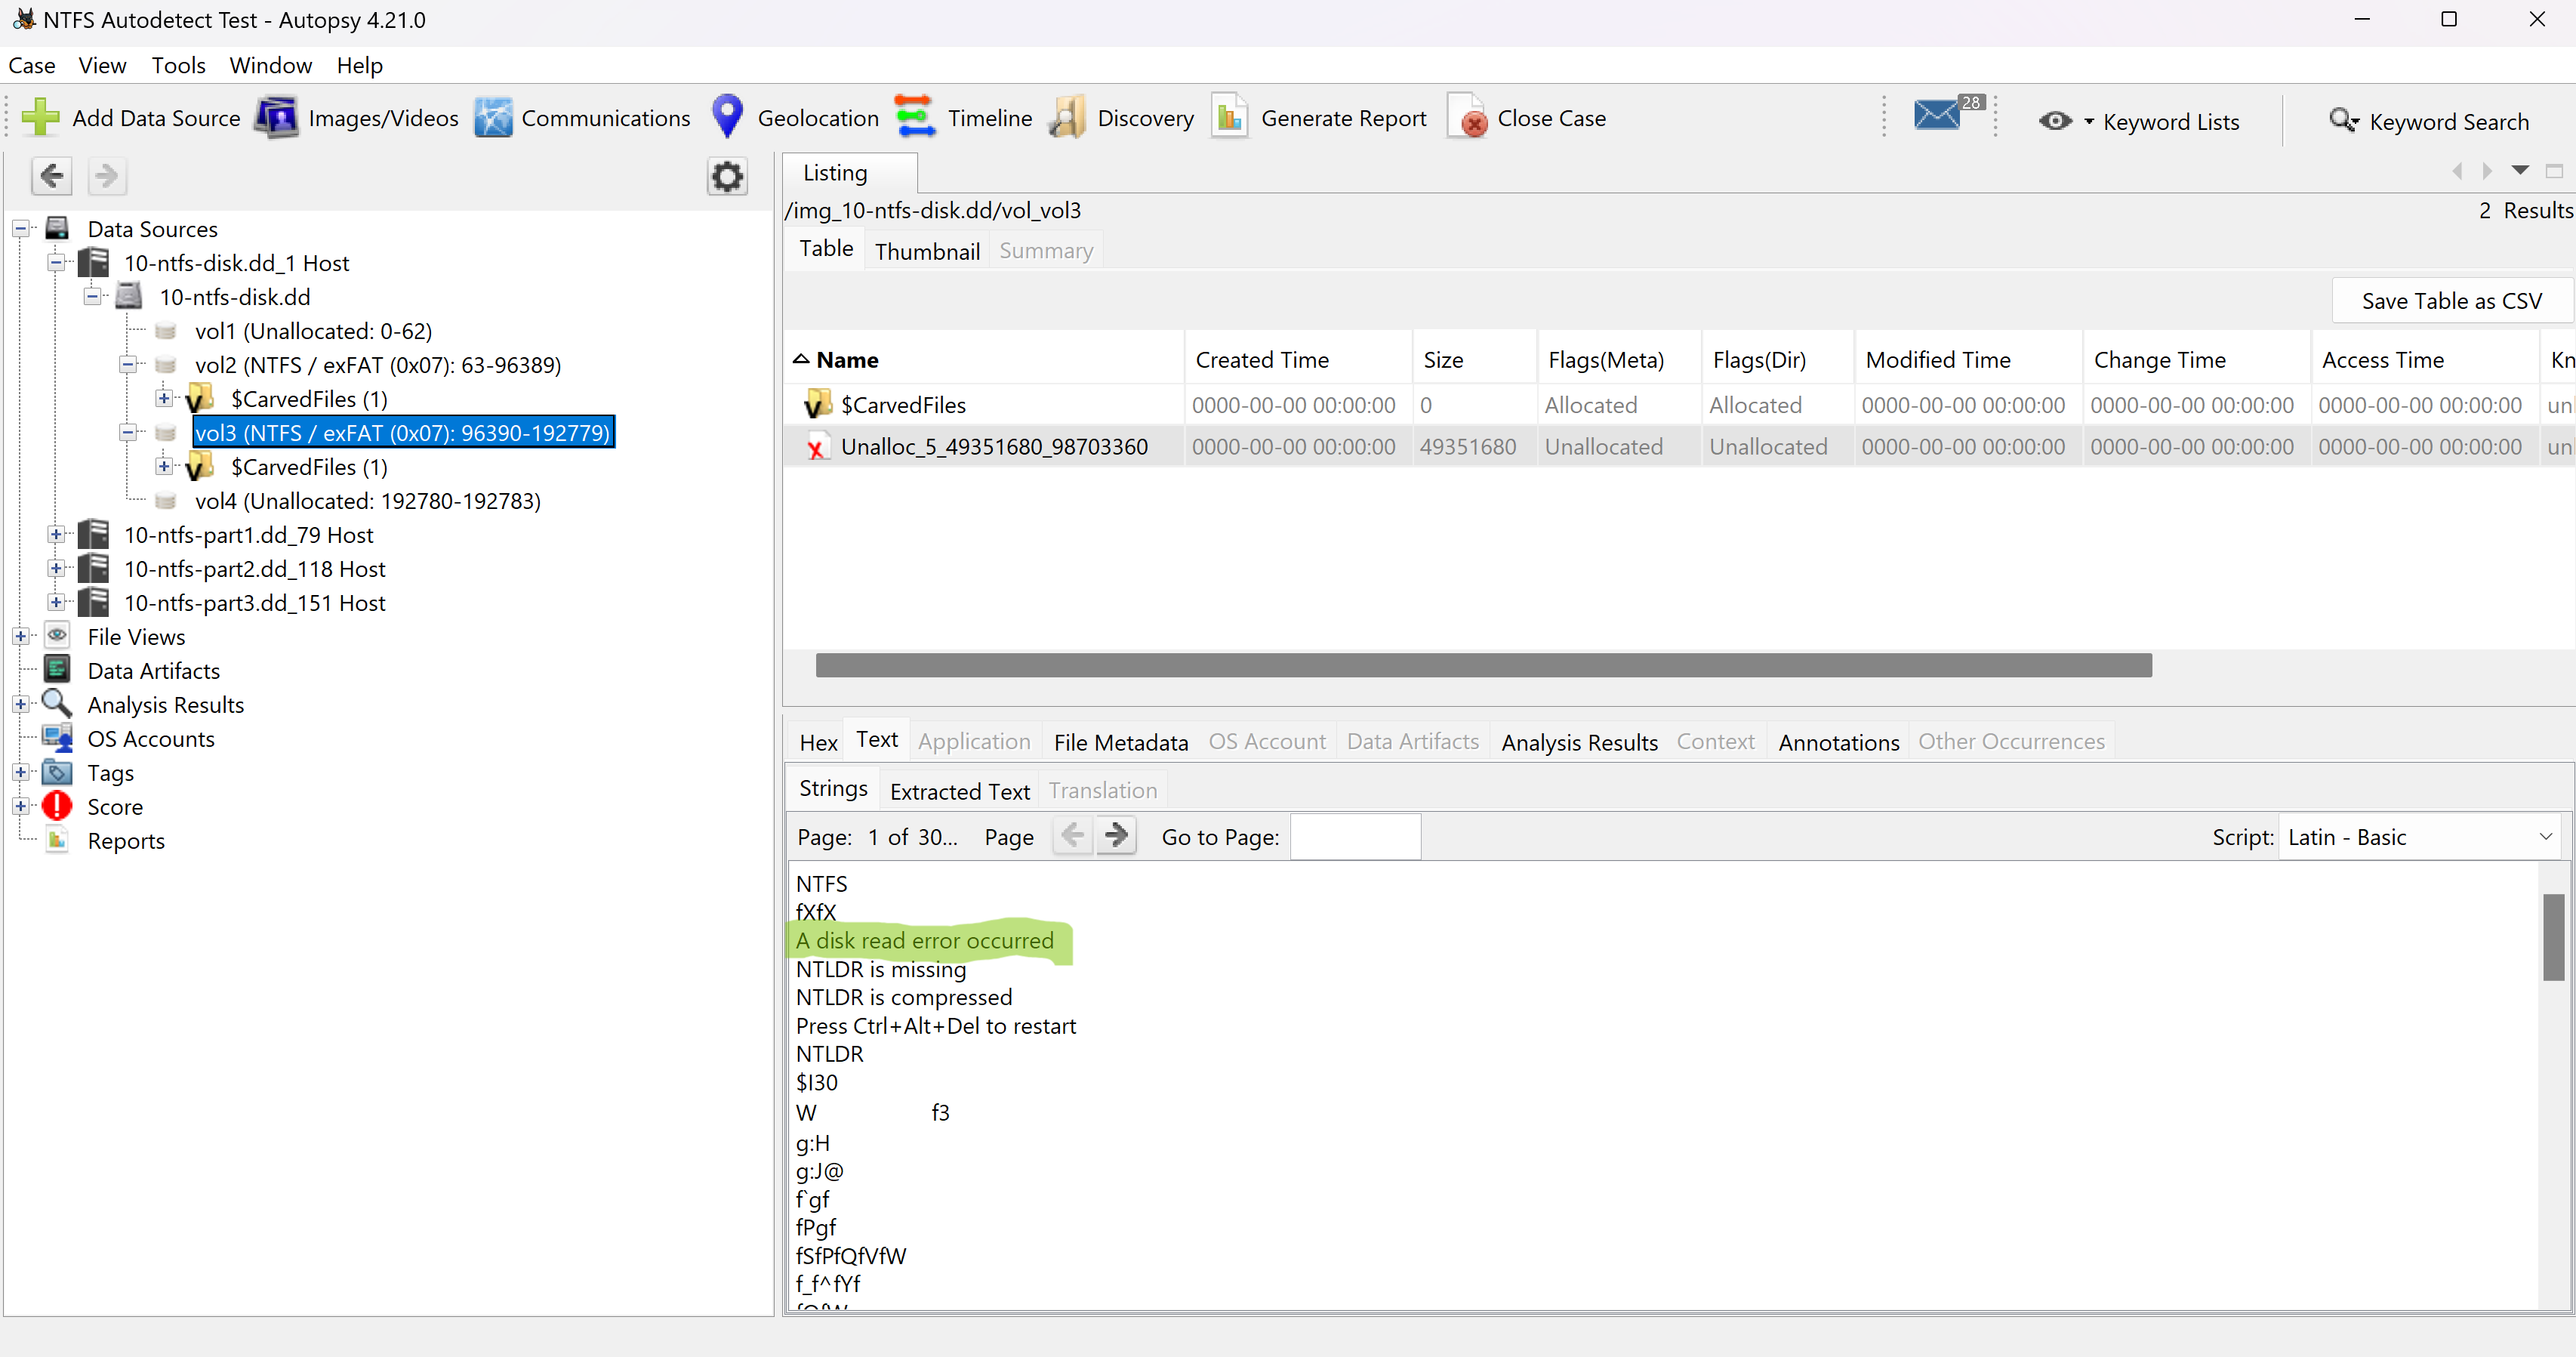 NTFS Autodetect Test - Autopsy 4.21.0
Case View Tools Window Help
Add Data Source Images/Videos Communications Geolocation Timeline Discovery Generate Report Close Case 28 Keyword Lists Keyword Search
Data Sources
10-ntfs-disk.dd_1 Host
10-ntfs-disk.dd
vol1 (Unallocated: 0-62)
vol2 (NTFS / exFAT (0x07): 63-96389)
$CarvedFiles (1)
vol3 (NTFS / exFAT (0x07): 96390-192779)
$CarvedFiles (1)
vol4 (Unallocated: 192780-192783)
10-ntfs-part1.dd_79 Host
10-ntfs-part2.dd_118 Host
10-ntfs-part3.dd_151 Host
File Views
Data Artifacts
Analysis Results
OS Accounts
Tags
Score
Reports
Listing
/img_10-ntfs-disk.dd/vol_vol3 2 Results
Table Thumbnail Summary
Save Table as CSV
Name Created Time Size Flags(Meta) Flags(Dir) Modified Time Change Time Access Time Kn
$CarvedFiles 0000-00-00 00:00:00 0 Allocated Allocated 0000-00-00 00:00:00 0000-00-00 00:00:00 0000-00-00 00:00:00 un
Unalloc_5_49351680_98703360 0000-00-00 00:00:00 49351680 Unallocated Unallocated 0000-00-00 00:00:00 0000-00-00 00:00:00 0000-00-00 00:00:00 un
Hex Text Application File Metadata OS Account Data Artifacts Analysis Results Context Annotations Other Occurrences
Strings Extracted Text Translation
Page: 1 of 30... Page Go to Page: Script: Latin - Basic
NTFS
fXfX
A disk read error occurred
NTLDR is missing
NTLDR is compressed
Press Ctrl+Alt+Del to restart
NTLDR
$I30
W f3
g:H
g:J@
f`gf
fPgf
fSfPfQfVfW
f_f^fYf